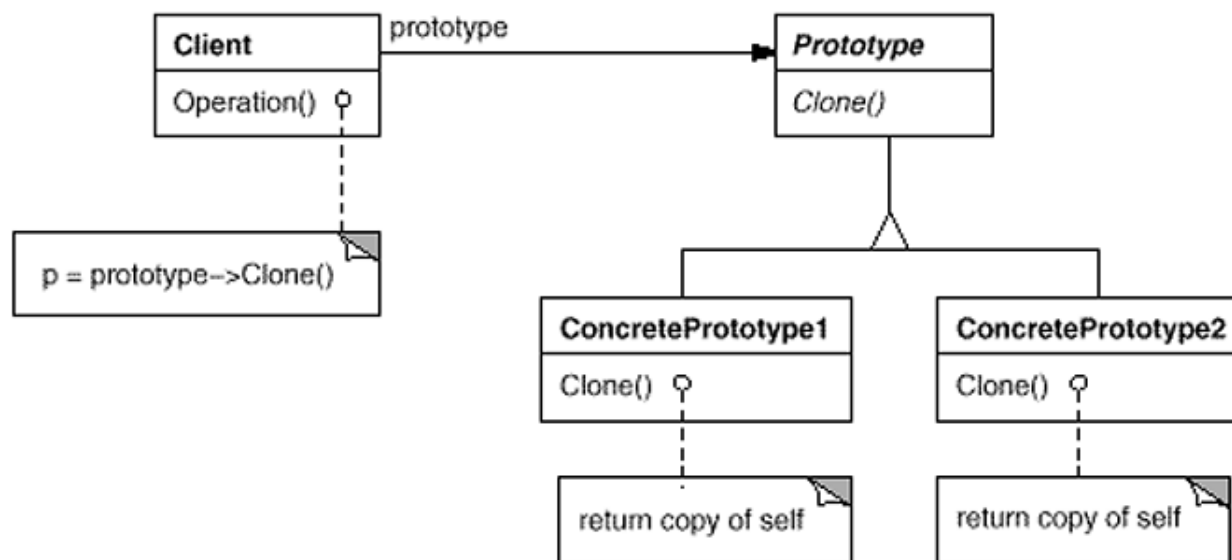 Client
prototype
Prototype
Operation()
Clone()
p = prototype->Clone()
ConcretePrototype1
ConcretePrototype2
Clone()
Clone()
return copy of self
return copy of self